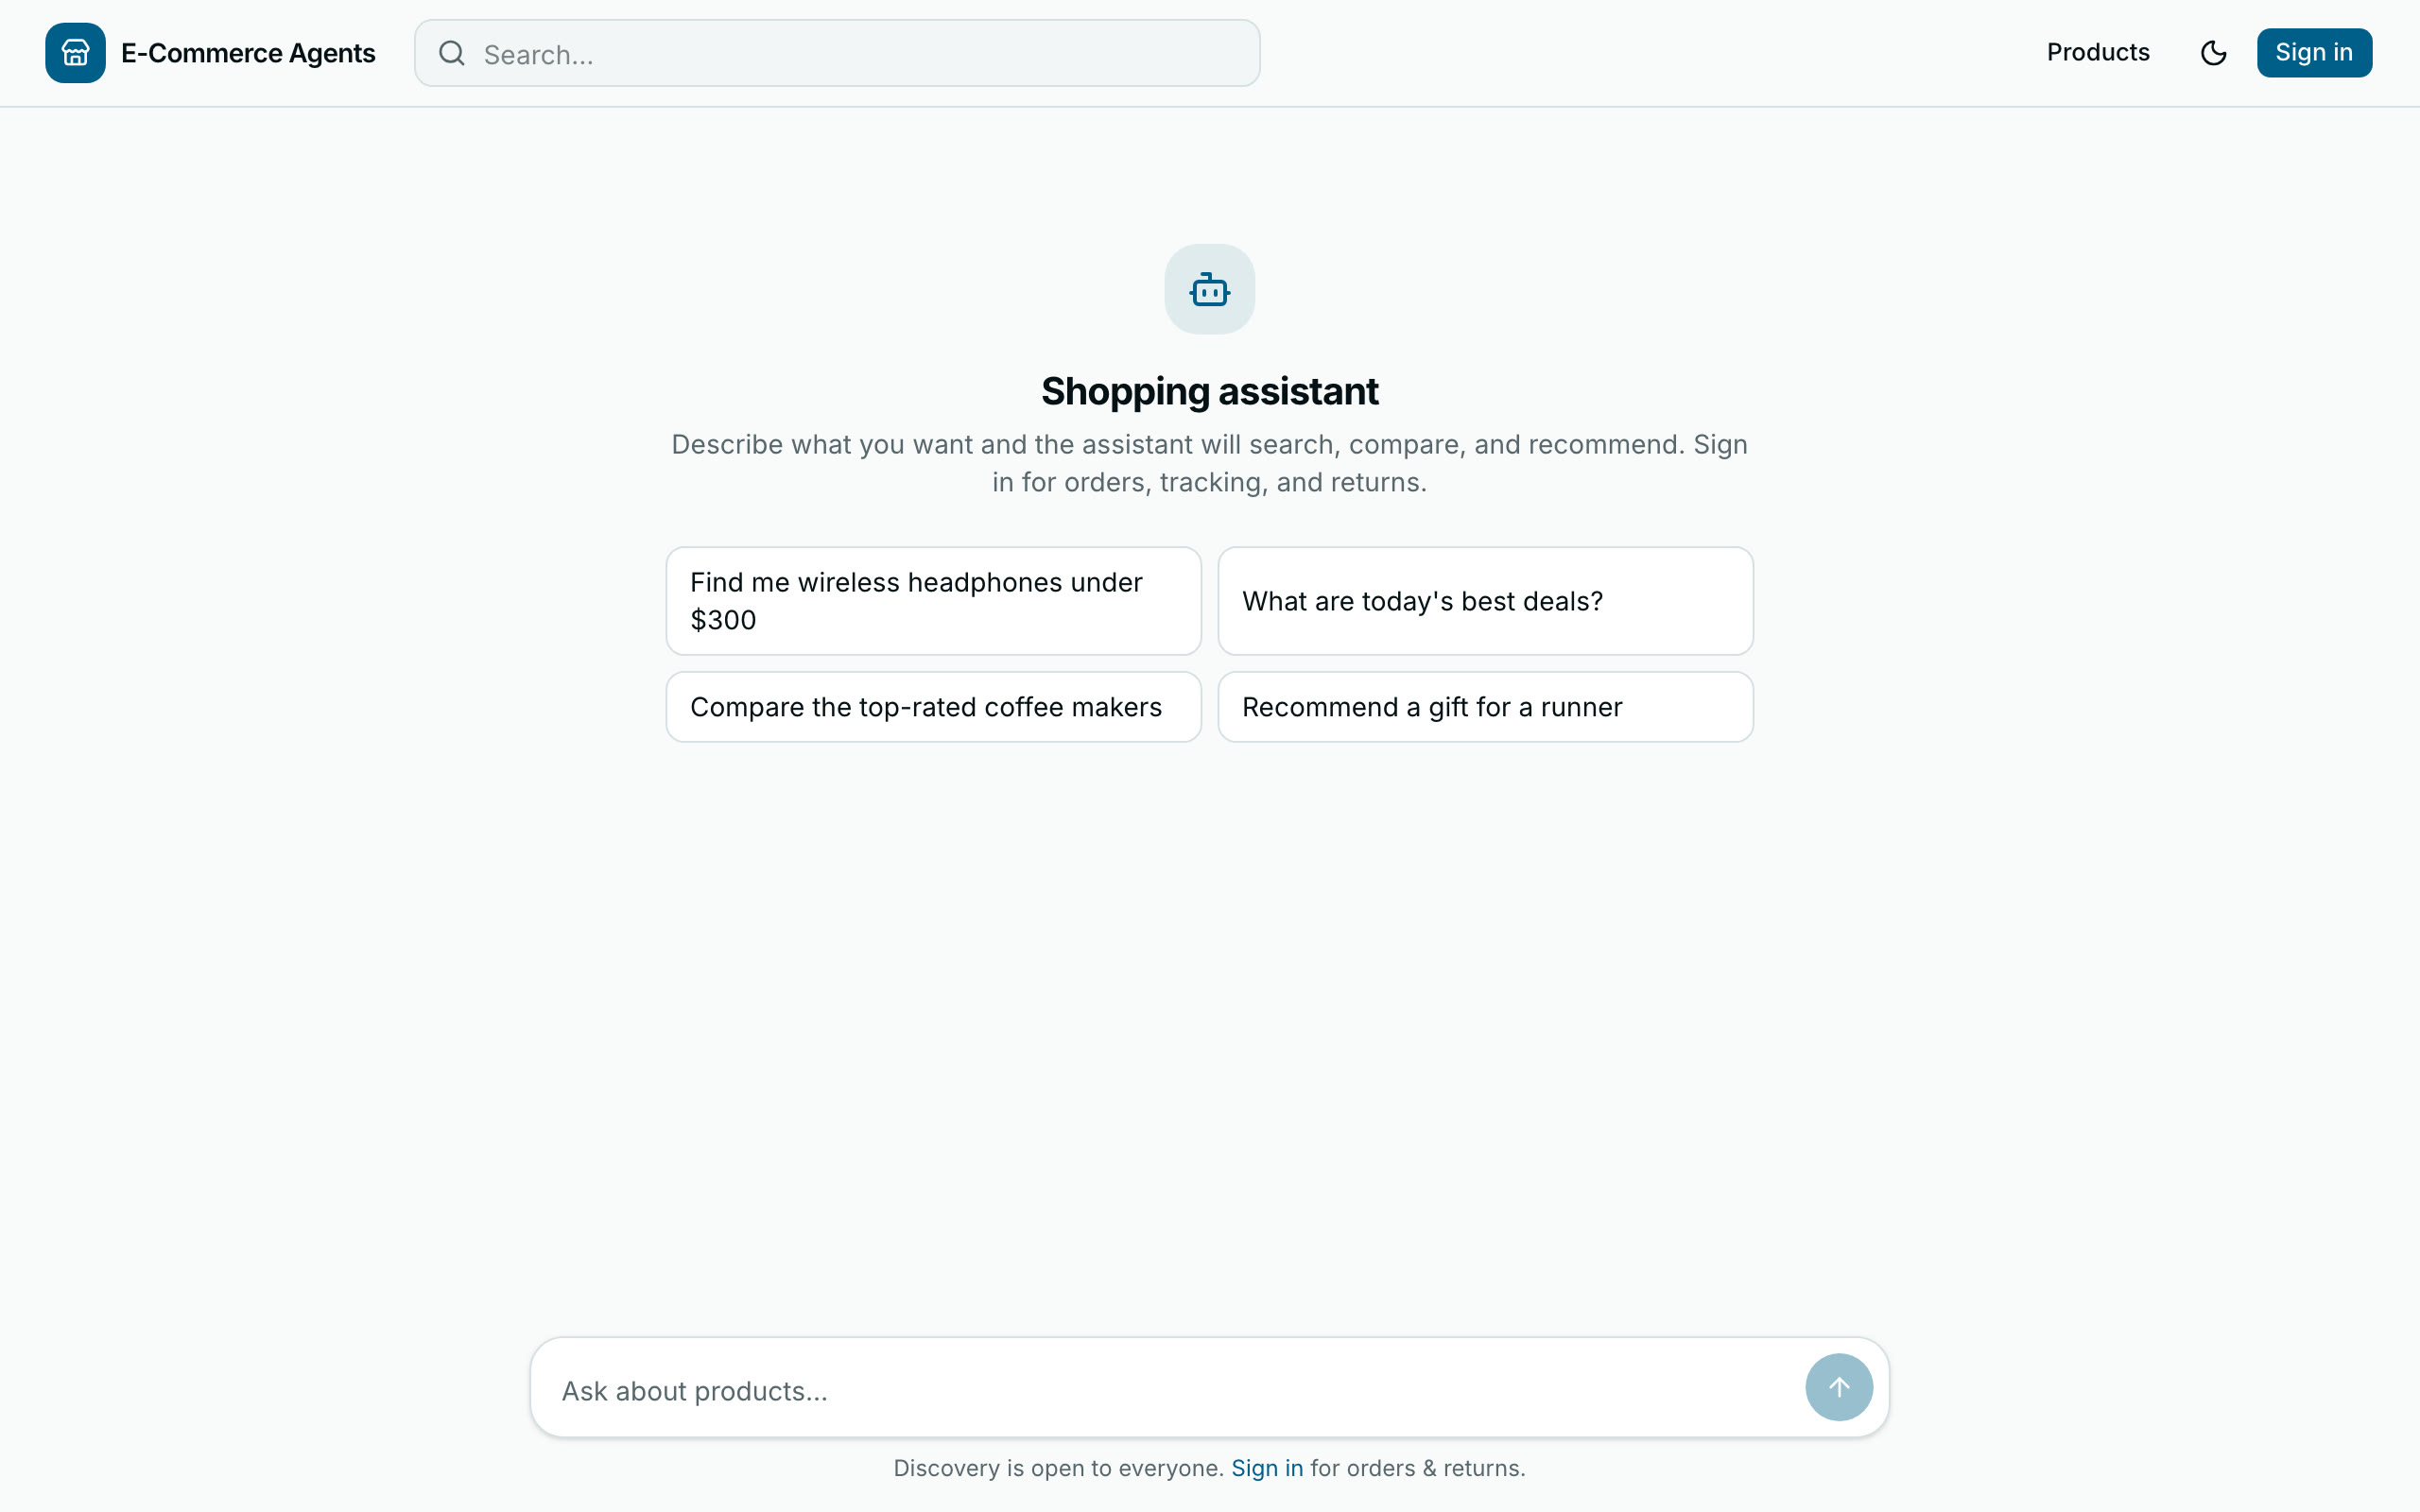 E-Commerce Agents
Search...
Products
Sign in
Shopping assistant
Describe what you want and the assistant will search, compare, and recommend. Sign
in for orders, tracking, and returns.
Find me wireless headphones under
$300
What are today's best deals?
Compare the top-rated coffee makers
Recommend a gift for a runner
Ask about products...
Discovery is open to everyone. Sign in for orders & returns.